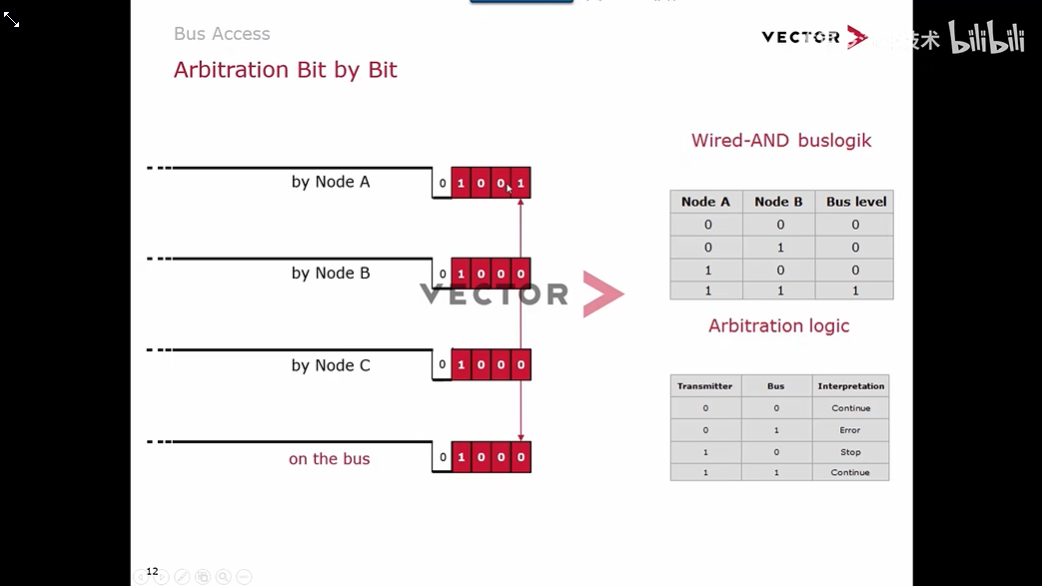 Bus Access
VECTOR
技术 bilibili
Arbitration Bit by Bit
Wired-AND buslogik
by Node A
0 1 0 0 1
Node A Node B Bus level
0 0 0
0 1 0
1 0 0
1 1 1
by Node B
0 1 0 0 0
VECTOR
Arbitration logic
by Node C
0 1 0 0 0
Transmitter Bus Interpretation
0 0 Continue
0 1 Error
1 0 Stop
1 1 Continue
on the bus
0 1 0 0 0
12